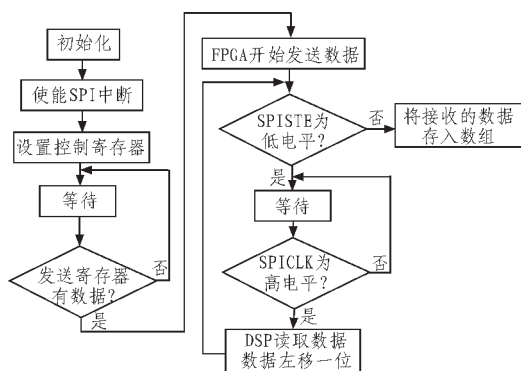 初始化
使能SPI中断
设置控制寄存器
等待
发送寄存器
有数据?
否
是
FPGA开始发送数据
SPISTE为
低电平?
否
将接收的数据
存入数组
是
等待
SPICLK为
高电平?
否
是
DSP读取数据
数据左移一位